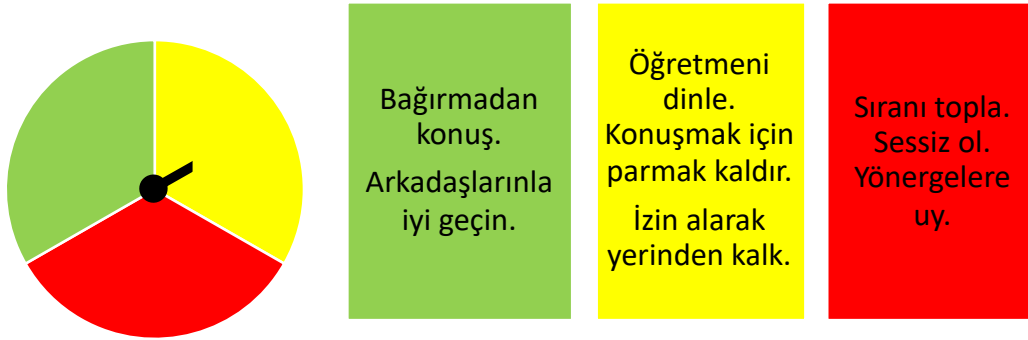 Bağırmadan
konuş.
Arkadaşlarınla
iyi geçin.
Öğretmeni
dinle.
Konuşmak için
parmak kaldır.
İzin alarak
yerinden kalk.
Sıranı topla.
Sessiz ol.
Yönergelere
uy.